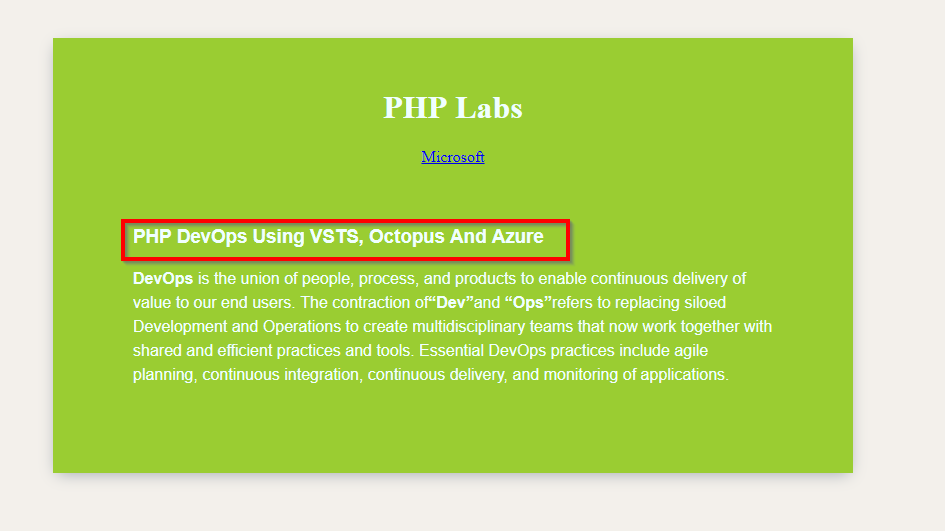 PHP Labs
Microsoft
PHP DevOps Using VSTS, Octopus And Azure
DevOps is the union of people, process, and products to enable continuous delivery of
value to our end users. The contraction of“Dev”and “Ops”refers to replacing siloed
Development and Operations to create multidisciplinary teams that now work together with
shared and efficient practices and tools. Essential DevOps practices include agile
planning, continuous integration, continuous delivery, and monitoring of applications.